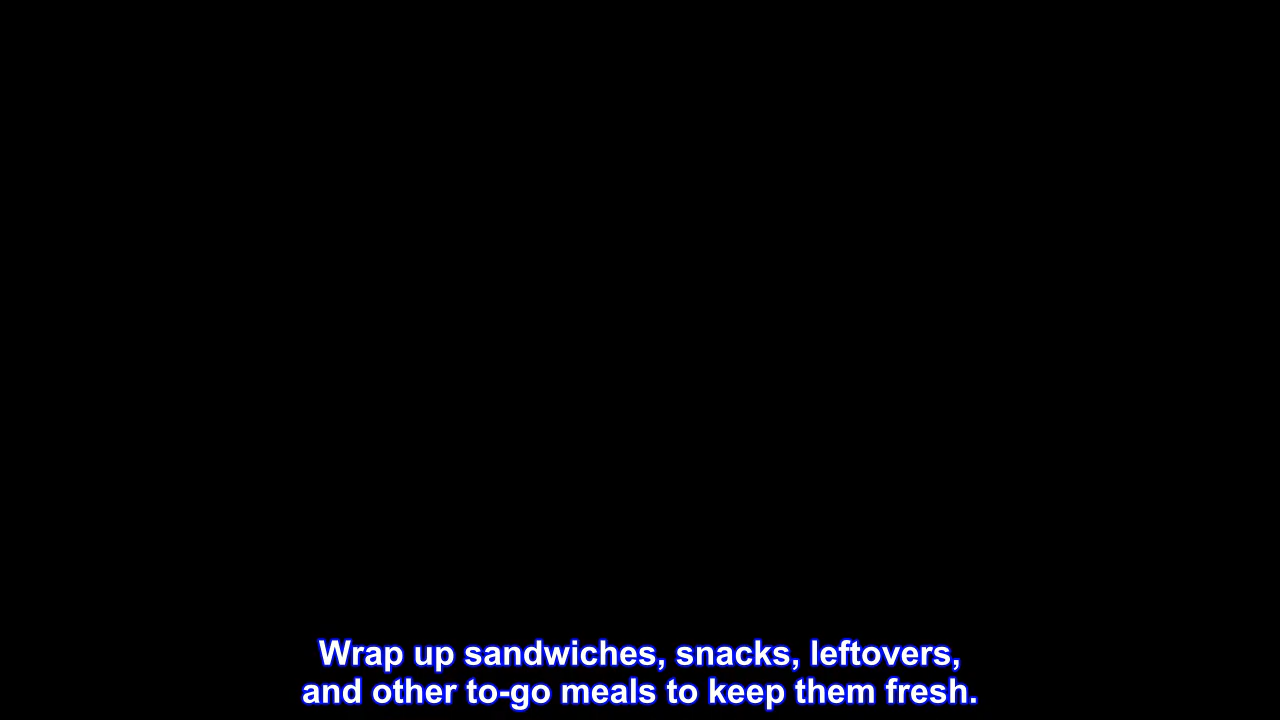 Wrap up sandwiches, snacks, leftovers,
and other to-go meals to keep them fresh.